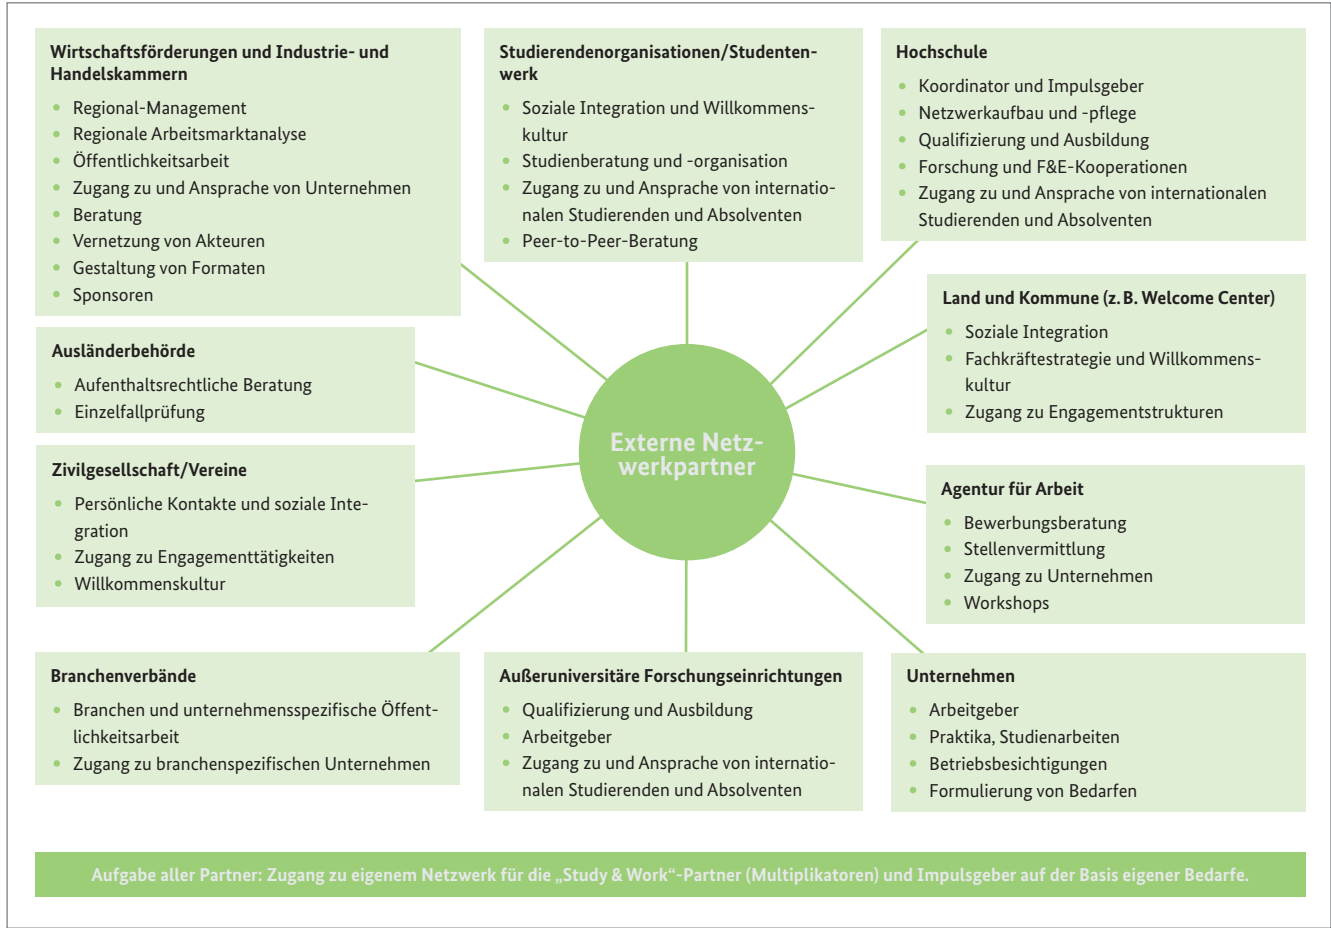 Wirtschaftsförderungen und Industrie- und
Handelskammern
• Regional-Management
• Regionale Arbeitsmarktanalyse
• Öffentlichkeitsarbeit
• Zugang zu und Ansprache von Unternehmen
• Beratung
• Vernetzung von Akteuren
• Gestaltung von Formaten
• Sponsoren
Studierendenorganisationen/Studenten-
werk
• Soziale Integration und Willkommens-
kultur
• Studienberatung und -organisation
• Zugang zu und Ansprache von internatio-
nalen Studierenden und Absolventen
• Peer-to-Peer-Beratung
Hochschule
• Koordinator und Impulsgeber
• Netzwerkaufbau und -pflege
• Qualifizierung und Ausbildung
• Forschung und F&E-Kooperationen
• Zugang zu und Ansprache von internationalen
Studierenden und Absolventen
Ausländerbehörde
• Aufenthaltsrechtliche Beratung
• Einzelfallprüfung
Land und Kommune (z. B. Welcome Center)
• Soziale Integration
• Fachkräftestrategie und Willkommens-
kultur
• Zugang zu Engagementstrukturen
Externe Netz-
werkpartner
Zivilgesellschaft/Vereine
• Persönliche Kontakte und soziale Inte-
gration
• Zugang zu Engagementtätigkeiten
• Willkommenskultur
Agentur für Arbeit
• Bewerbungsberatung
• Stellenvermittlung
• Zugang zu Unternehmen
• Workshops
Branchenverbände
• Branchen und unternehmensspezifische Öffent-
lichkeitsarbeit
• Zugang zu branchenspezifischen Unternehmen
Außeruniversitäre Forschungseinrichtungen
• Qualifizierung und Ausbildung
• Arbeitgeber
• Zugang zu und Ansprache von internatio-
nalen Studierenden und Absolventen
Unternehmen
• Arbeitgeber
• Praktika, Studienarbeiten
• Betriebsbesichtigungen
• Formulierung von Bedarfen
Aufgabe aller Partner: Zugang zu eigenem Netzwerk für die „Study & Work“-Partner (Multiplikatoren) und Impulsgeber auf der Basis eigener Bedarfe.